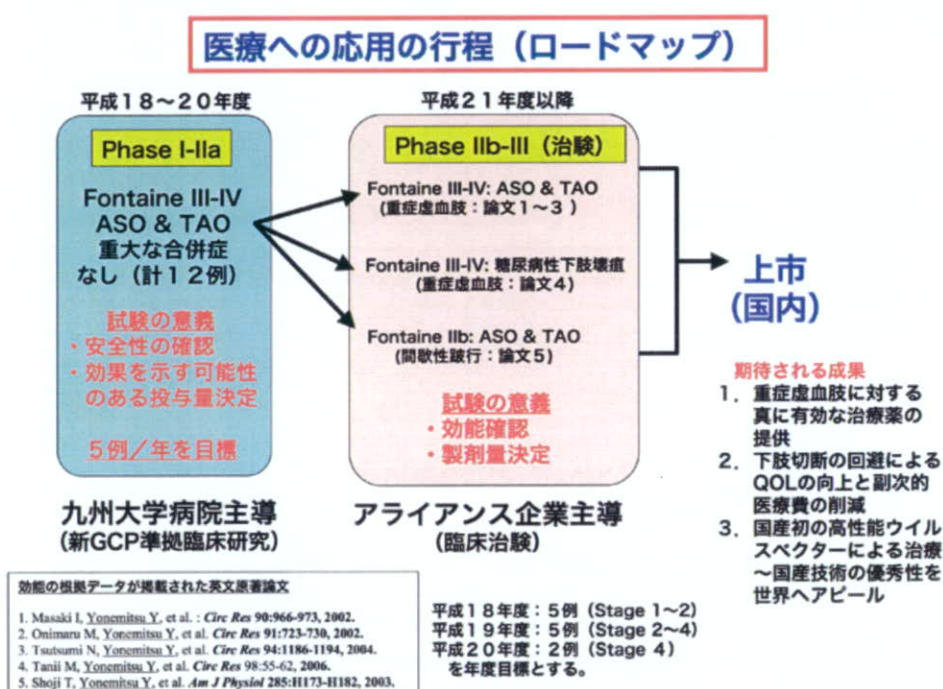 医療への応用の行程（ロードマップ）
平成１８〜２０年度
Phase I-IIa
Fontaine III-IV
ASO & TAO
重大な合併症
なし（計１２例）
試験の意義
・安全性の確認
・効果を示す可能性
のある投与量決定
５例／年を目標
九州大学病院主導
（新GCP準拠臨床研究）
平成２１年度以降
Phase IIb-III（治験）
Fontaine III-IV: ASO & TAO
（重症虚血肢：論文１〜３）
Fontaine III-IV: 糖尿病性下肢壊疽
（重症虚血肢：論文４）
Fontaine IIb: ASO & TAO
（間歇性跛行：論文５）
試験の意義
・効能確認
・製剤量決定
アライアンス企業主導
（臨床治験）
上市
（国内）
期待される成果
１．重症虚血肢に対する
真に有効な治療薬の
提供
２．下肢切断の回避による
QOLの向上と副次的
医療費の削減
３．国産初の高性能ウイル
スベクターによる治療
〜国産技術の優秀性を
世界へアピール
効能の根拠データが掲載された英文原著論文
1. Masaki I, Yonemitsu Y, et al. : Circ Res 90:966-973, 2002.
2. Onimaru M, Yonemitsu Y, et al. Circ Res 91:723-730, 2002.
3. Tsutsumi N, Yonemitsu Y, et al. Circ Res 94:1186-1194, 2004.
4. Tanii M, Yonemitsu Y, et al. Circ Res 98:55-62, 2006.
5. Shoji T, Yonemitsu Y, et al. Am J Physiol 285:H173-H182, 2003.
平成１８年度：５例（Stage １〜２）
平成１９年度：５例（Stage ２〜４）
平成２０年度：２例（Stage ４）
を年度目標とする。